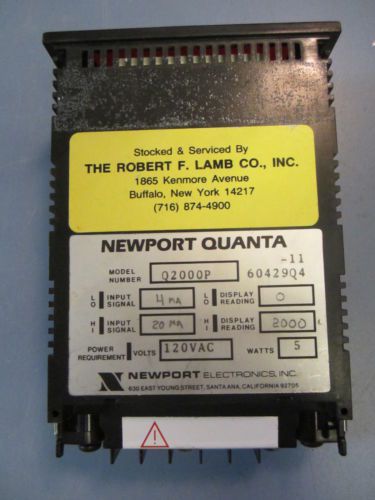 Stocked & Serviced By
THE ROBERT F. LAMB CO., INC.
1865 Kenmore Avenue
Buffalo, New York 14217
(716) 874-4900
NEWPORT QUANTA
-11
MODEL NUMBER Q2000P 60429Q4
LO INPUT SIGNAL 4 MA LO DISPLAY READING 0
HI INPUT SIGNAL 20 MA HI DISPLAY READING 2000
POWER REQUIREMENT VOLTS 120VAC WATTS 5
NEWPORT ELECTRONICS, INC.
630 EAST YOUNG STREET, SANTA ANA, CALIFORNIA 92705